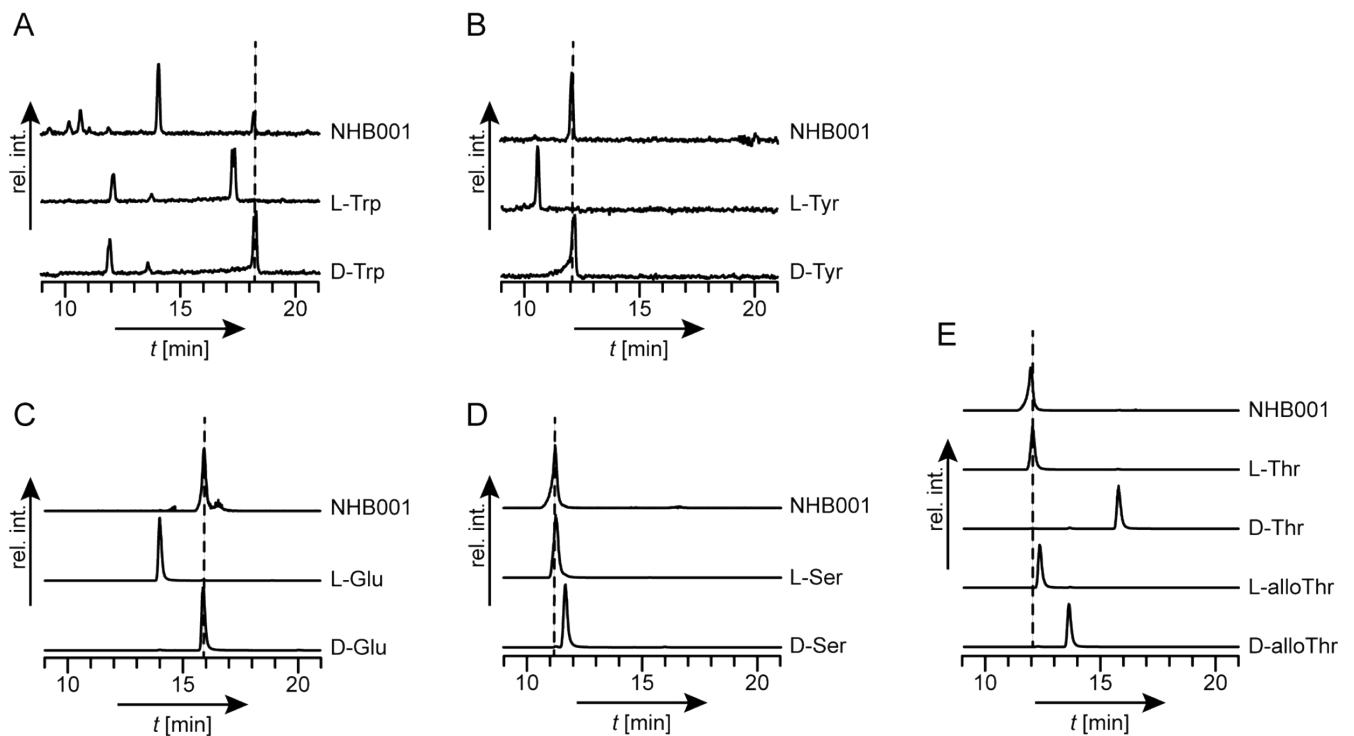 A
rel. int.
NHB001
L-Trp
D-Trp
10 15 20
t [min]
B
rel. int.
NHB001
L-Tyr
D-Tyr
10 15 20
t [min]
C
rel. int.
NHB001
L-Glu
D-Glu
10 15 20
t [min]
D
rel. int.
NHB001
L-Ser
D-Ser
10 15 20
t [min]
E
rel. int.
NHB001
L-Thr
D-Thr
L-alloThr
D-alloThr
10 15 20
t [min]